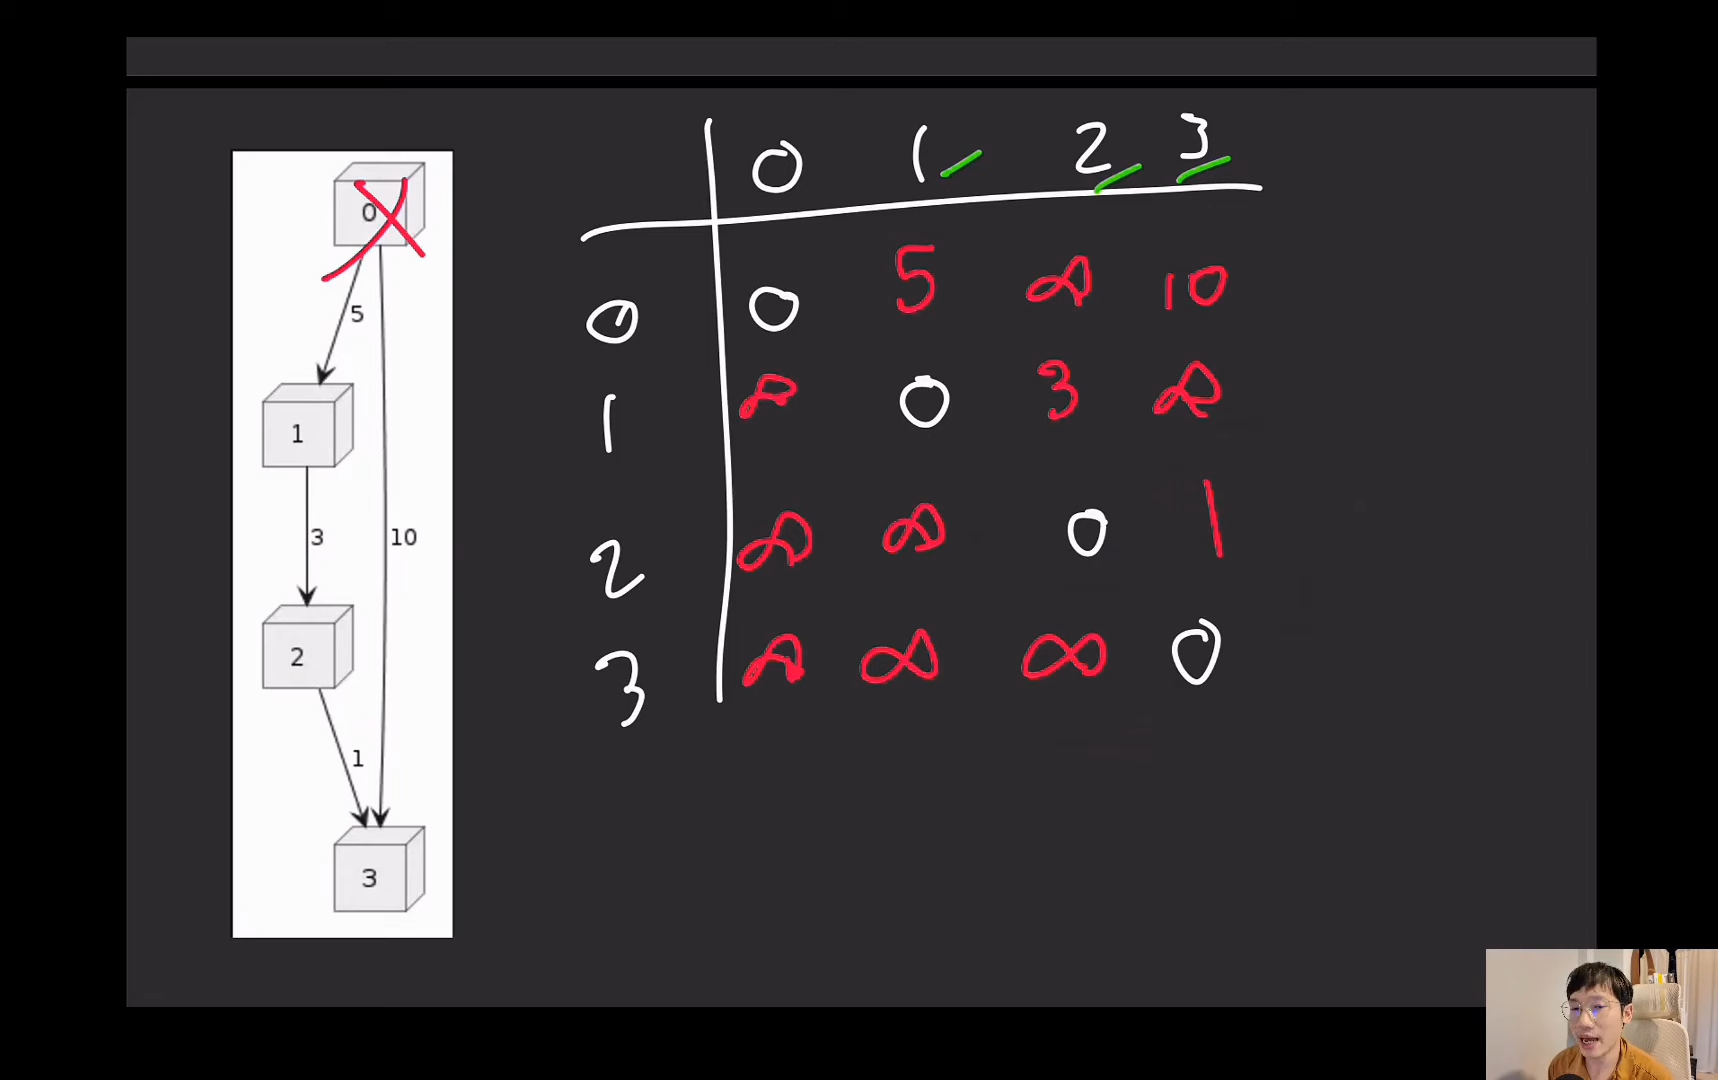 0
5
1
3
10
2
1
3
0 1 2 3
0 0 5 ∞ 10
1 ∞ 0 3 ∞
2 ∞ ∞ 0 1
3 ∞ ∞ ∞ 0